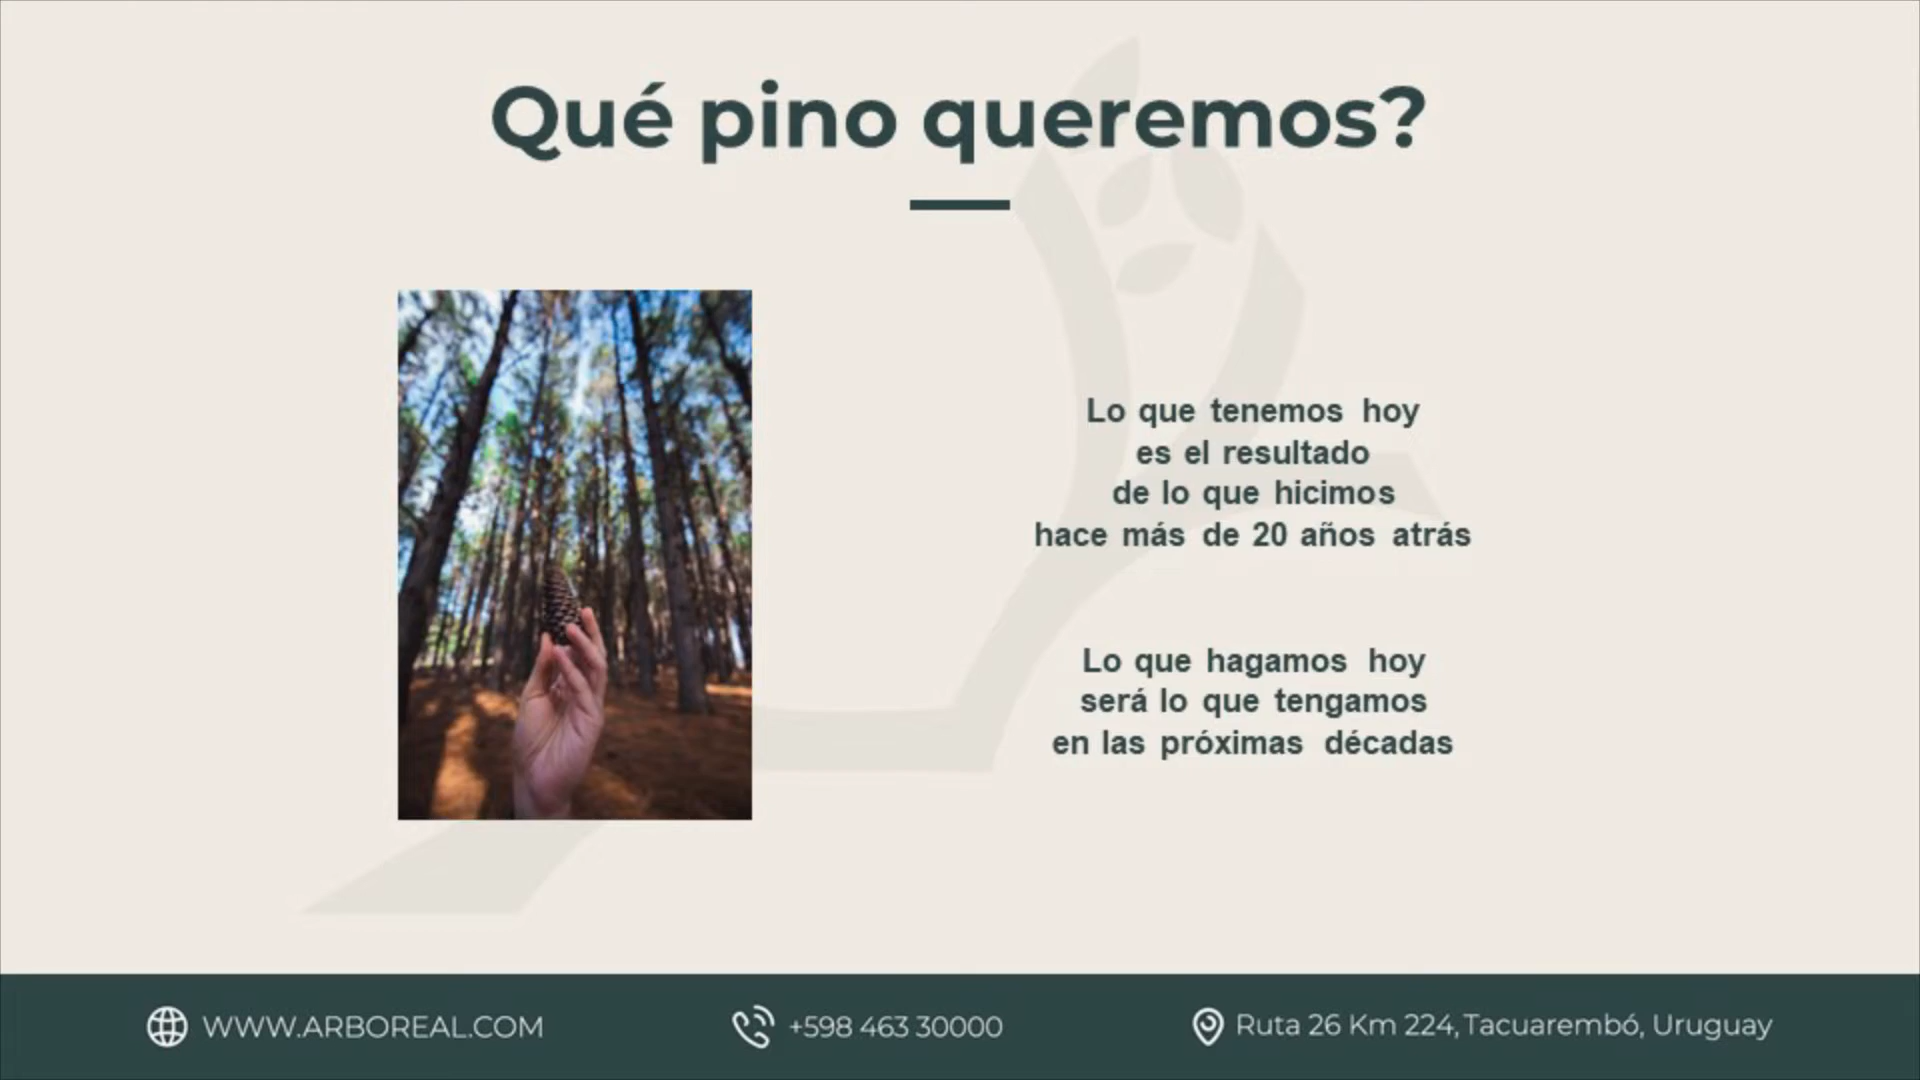 Qué pino queremos?
Lo que tenemos hoy
es el resultado
de lo que hicimos
hace más de 20 años atrás
Lo que hagamos hoy
será lo que tengamos
en las próximas décadas
WWW.ARBOREAL.COM
+598 463 30000
Ruta 26 Km 224, Tacuarembó, Uruguay